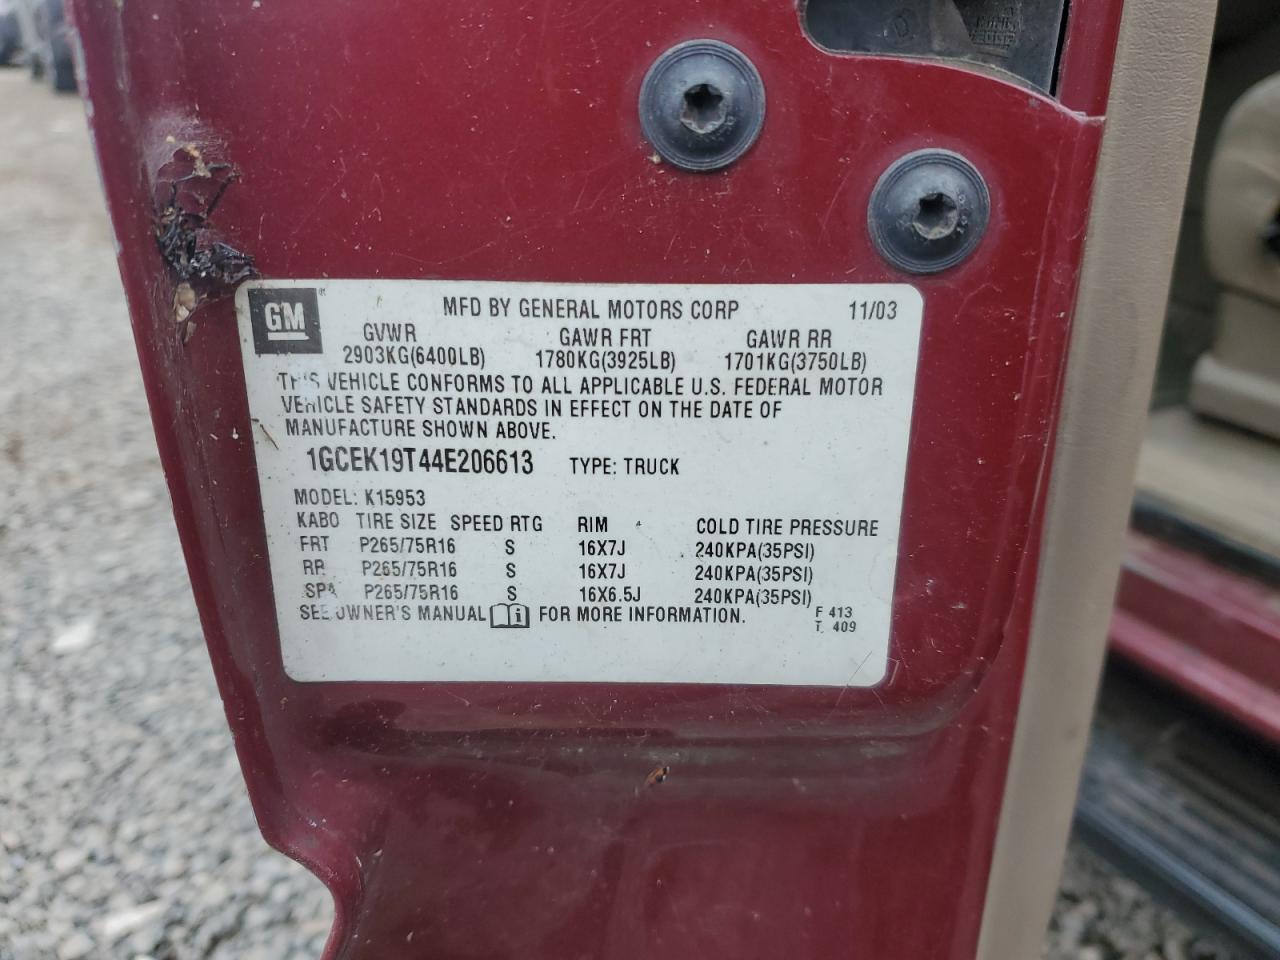 GM ® MFD BY GENERAL MOTORS CORP 11/03
GVWR GAWR FRT GAWR RR
2903KG(6400LB) 1780KG(3925LB) 1701KG(3750LB)
THIS VEHICLE CONFORMS TO ALL APPLICABLE U.S. FEDERAL MOTOR
VEHICLE SAFETY STANDARDS IN EFFECT ON THE DATE OF
MANUFACTURE SHOWN ABOVE.
1GCEK19T44E206613 TYPE: TRUCK
MODEL: K15953
KABO TIRE SIZE SPEED RTG RIM COLD TIRE PRESSURE
FRT P265/75R16 S 16X7J 240KPA(35PSI)
RR P265/75R16 S 16X7J 240KPA(35PSI)
SPA P265/75R16 S 16X6.5J 240KPA(35PSI)
SEE OWNER'S MANUAL i FOR MORE INFORMATION.
F 413
T 409